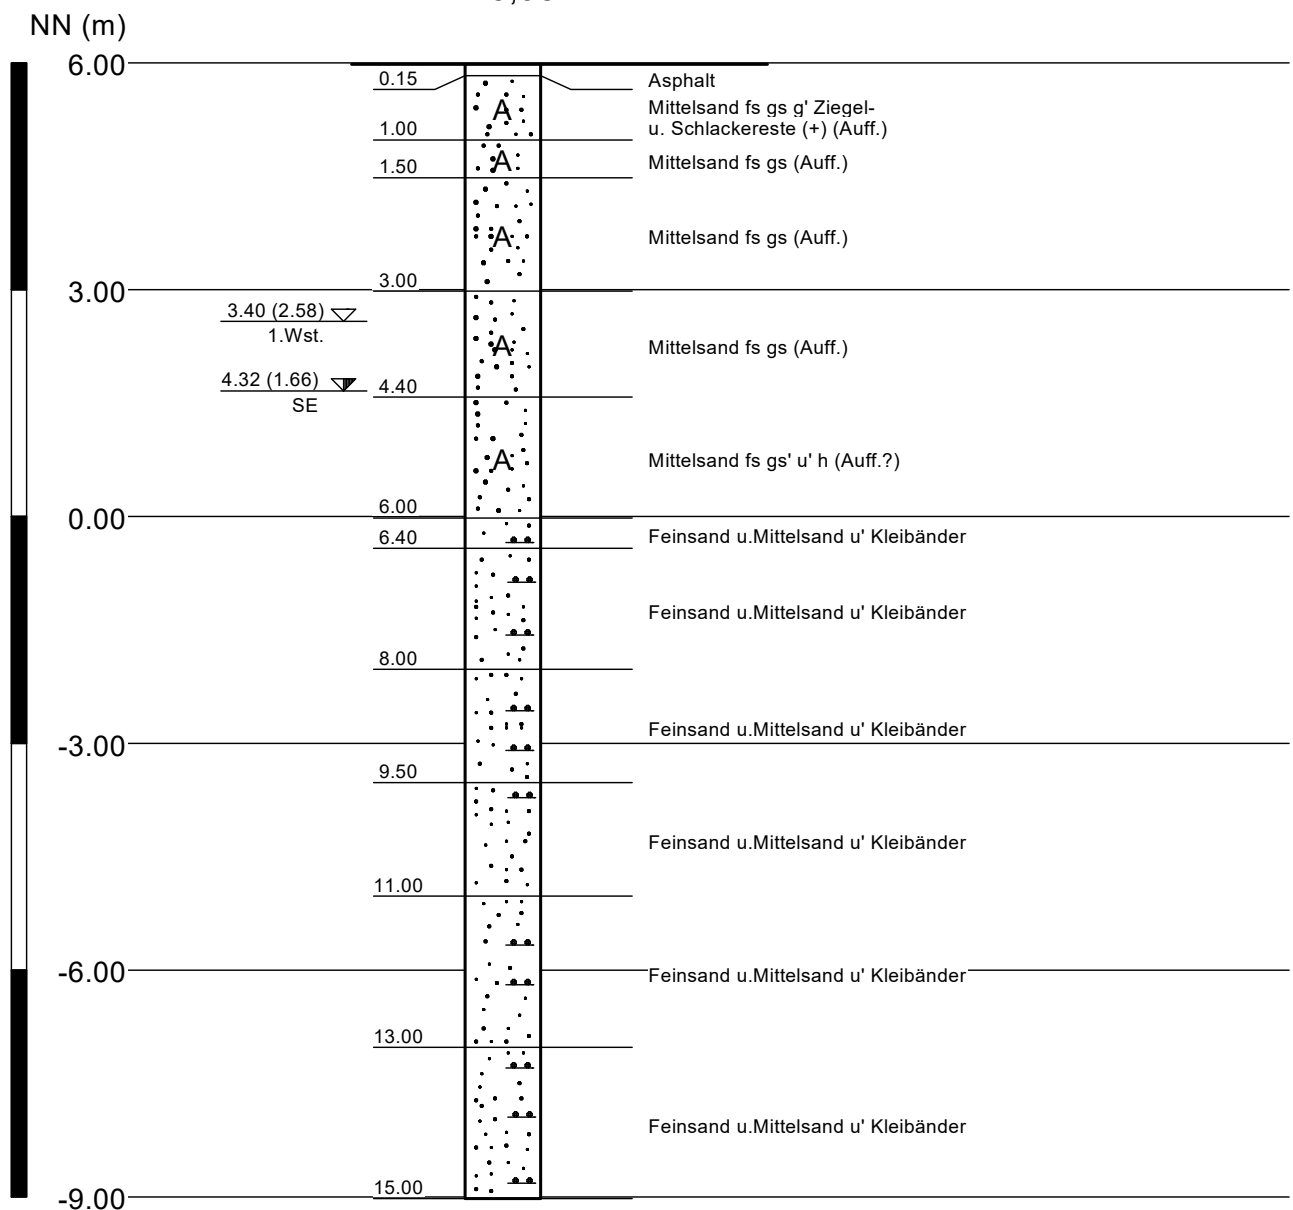 NN (m)
6.00
0.15
Asphalt
A
Mittelsand fs gs g' Ziegel-
u. Schlackereste (+) (Auff.)
1.00
A
Mittelsand fs gs (Auff.)
1.50
A
Mittelsand fs gs (Auff.)
3.00
3.00
3.40 (2.58)
1.Wst.
A
Mittelsand fs gs (Auff.)
4.32 (1.66)
SE
4.40
A
Mittelsand fs gs' u' h (Auff.?)
6.00
0.00
Feinsand u.Mittelsand u' Kleibänder
6.40
Feinsand u.Mittelsand u' Kleibänder
8.00
Feinsand u.Mittelsand u' Kleibänder
-3.00
9.50
Feinsand u.Mittelsand u' Kleibänder
11.00
-6.00
Feinsand u.Mittelsand u' Kleibänder
13.00
Feinsand u.Mittelsand u' Kleibänder
15.00
-9.00